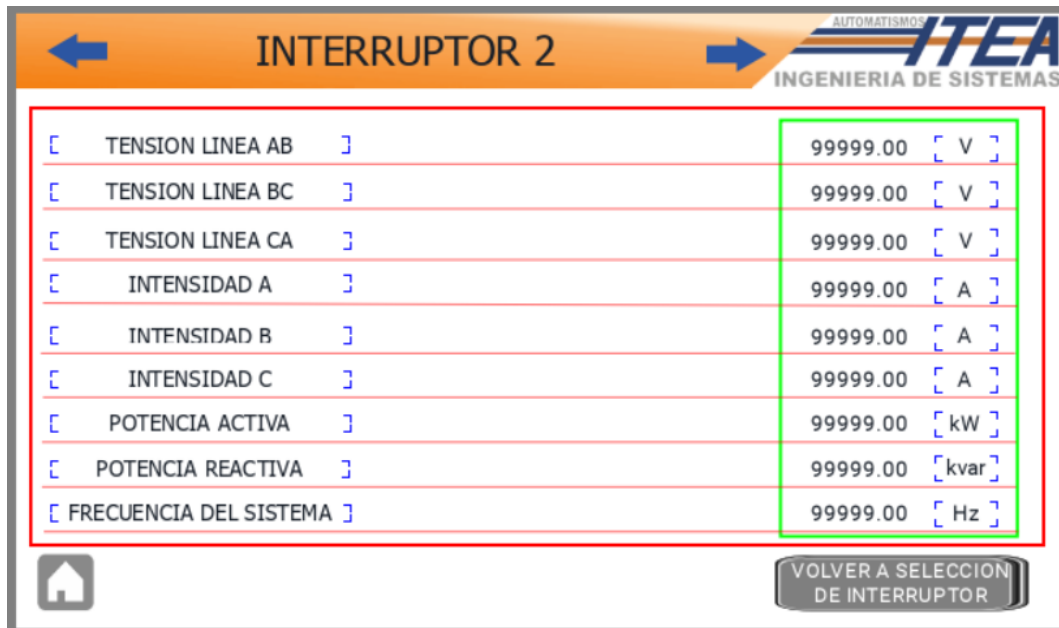 INTERRUPTOR 2
AUTOMATISMOS
ITEA
INGENIERIA DE SISTEMAS
TENSION LINEA AB 99999.00 V
TENSION LINEA BC 99999.00 V
TENSION LINEA CA 99999.00 V
INTENSIDAD A 99999.00 A
INTENSIDAD B 99999.00 A
INTENSIDAD C 99999.00 A
POTENCIA ACTIVA 99999.00 kW
POTENCIA REACTIVA 99999.00 kvar
FRECUENCIA DEL SISTEMA 99999.00 Hz
VOLVER A SELECCION
DE INTERRUPTOR